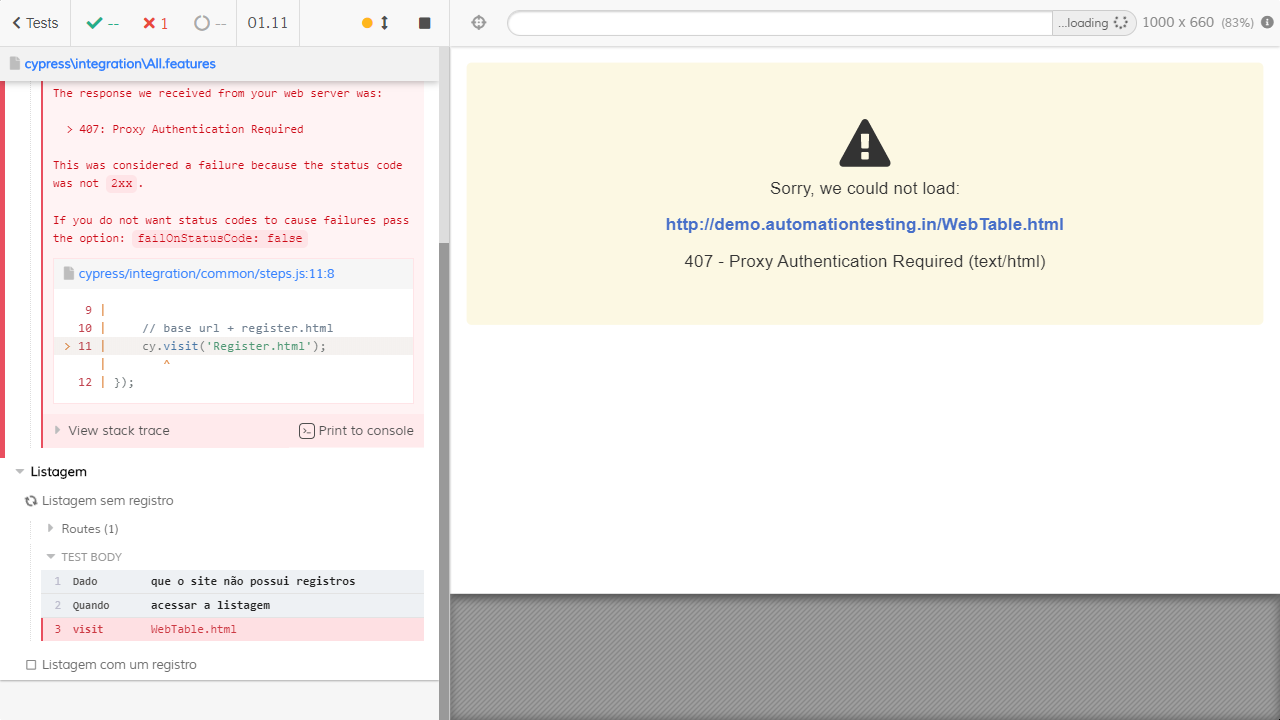 Tests -- 1 -- 01.11
...loading 1000 x 660 (83%)
cypress\integration\All.features
The response we received from your web server was:
> 407: Proxy Authentication Required
This was considered a failure because the status code
was not 2xx.
If you do not want status codes to cause failures pass
the option: failOnStatusCode: false
cypress/integration/common/steps.js:11:8
9 |
10 | // base url + register.html
> 11 | cy.visit('Register.html');
| ^
12 | });
View stack trace Print to console
Listagem
Listagem sem registro
Routes (1)
TEST BODY
1 Dado que o site não possui registros
2 Quando acessar a listagem
3 visit WebTable.html
Listagem com um registro
Sorry, we could not load:
http://demo.automationtesting.in/WebTable.html
407 - Proxy Authentication Required (text/html)